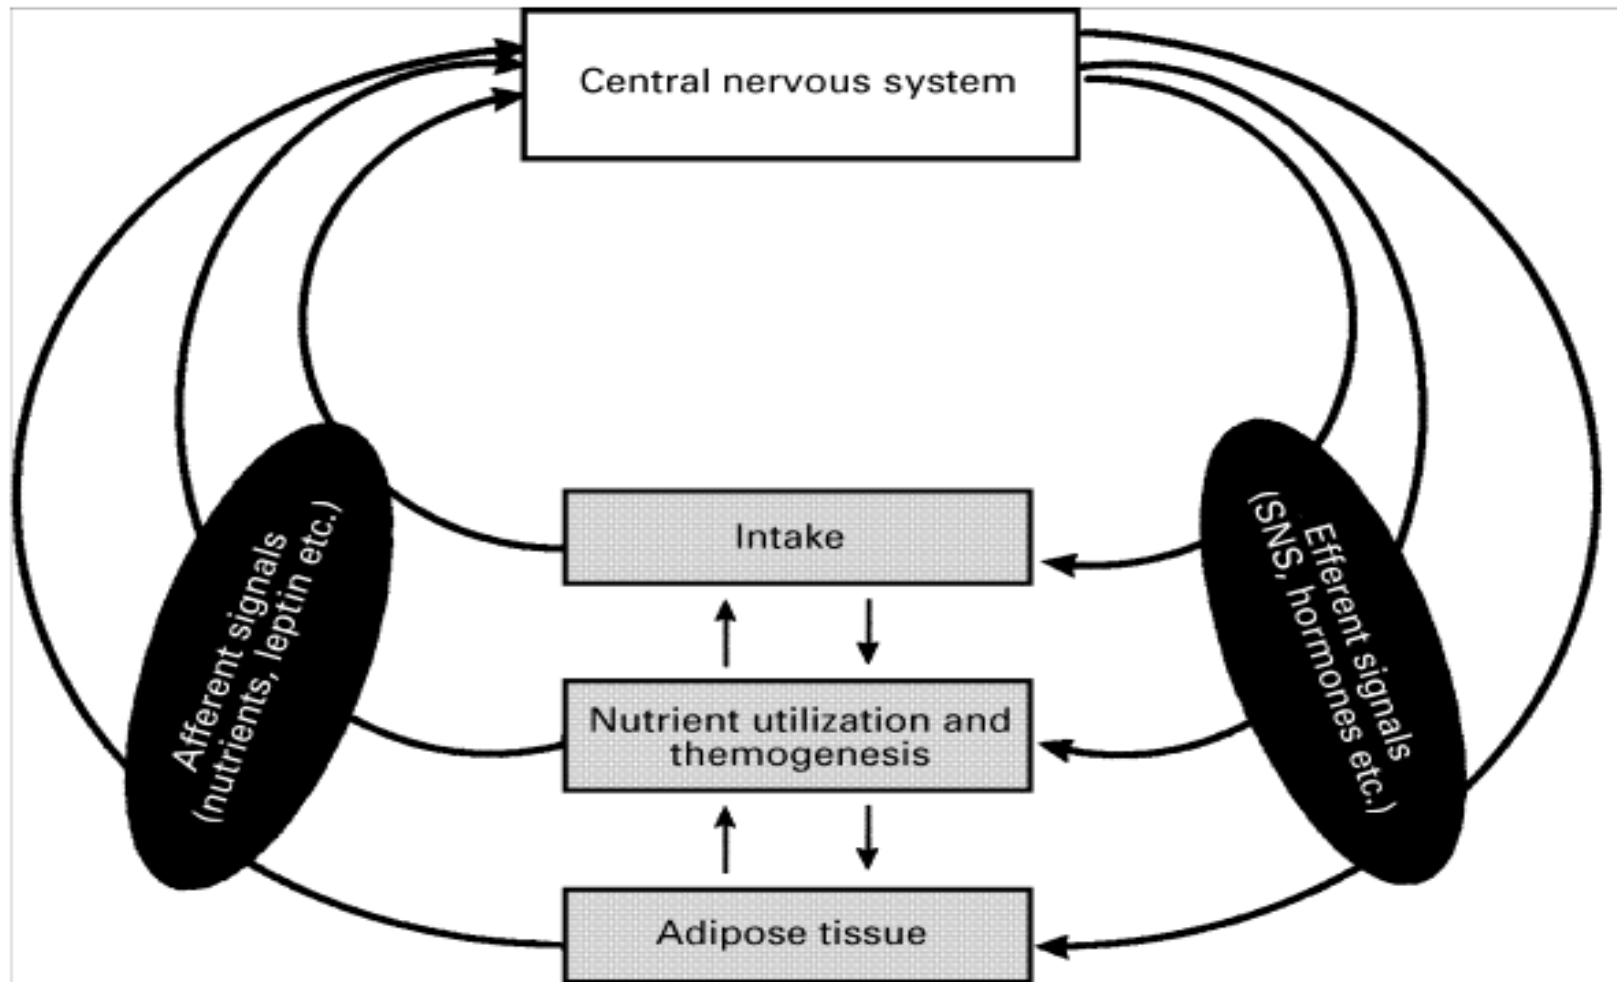 Central nervous system
Intake
Nutrient utilization and
themogenesis
Adipose tissue
Afferent signals
(nutrients, leptin etc.)
Efferent signals
(SNS, hormones etc.)